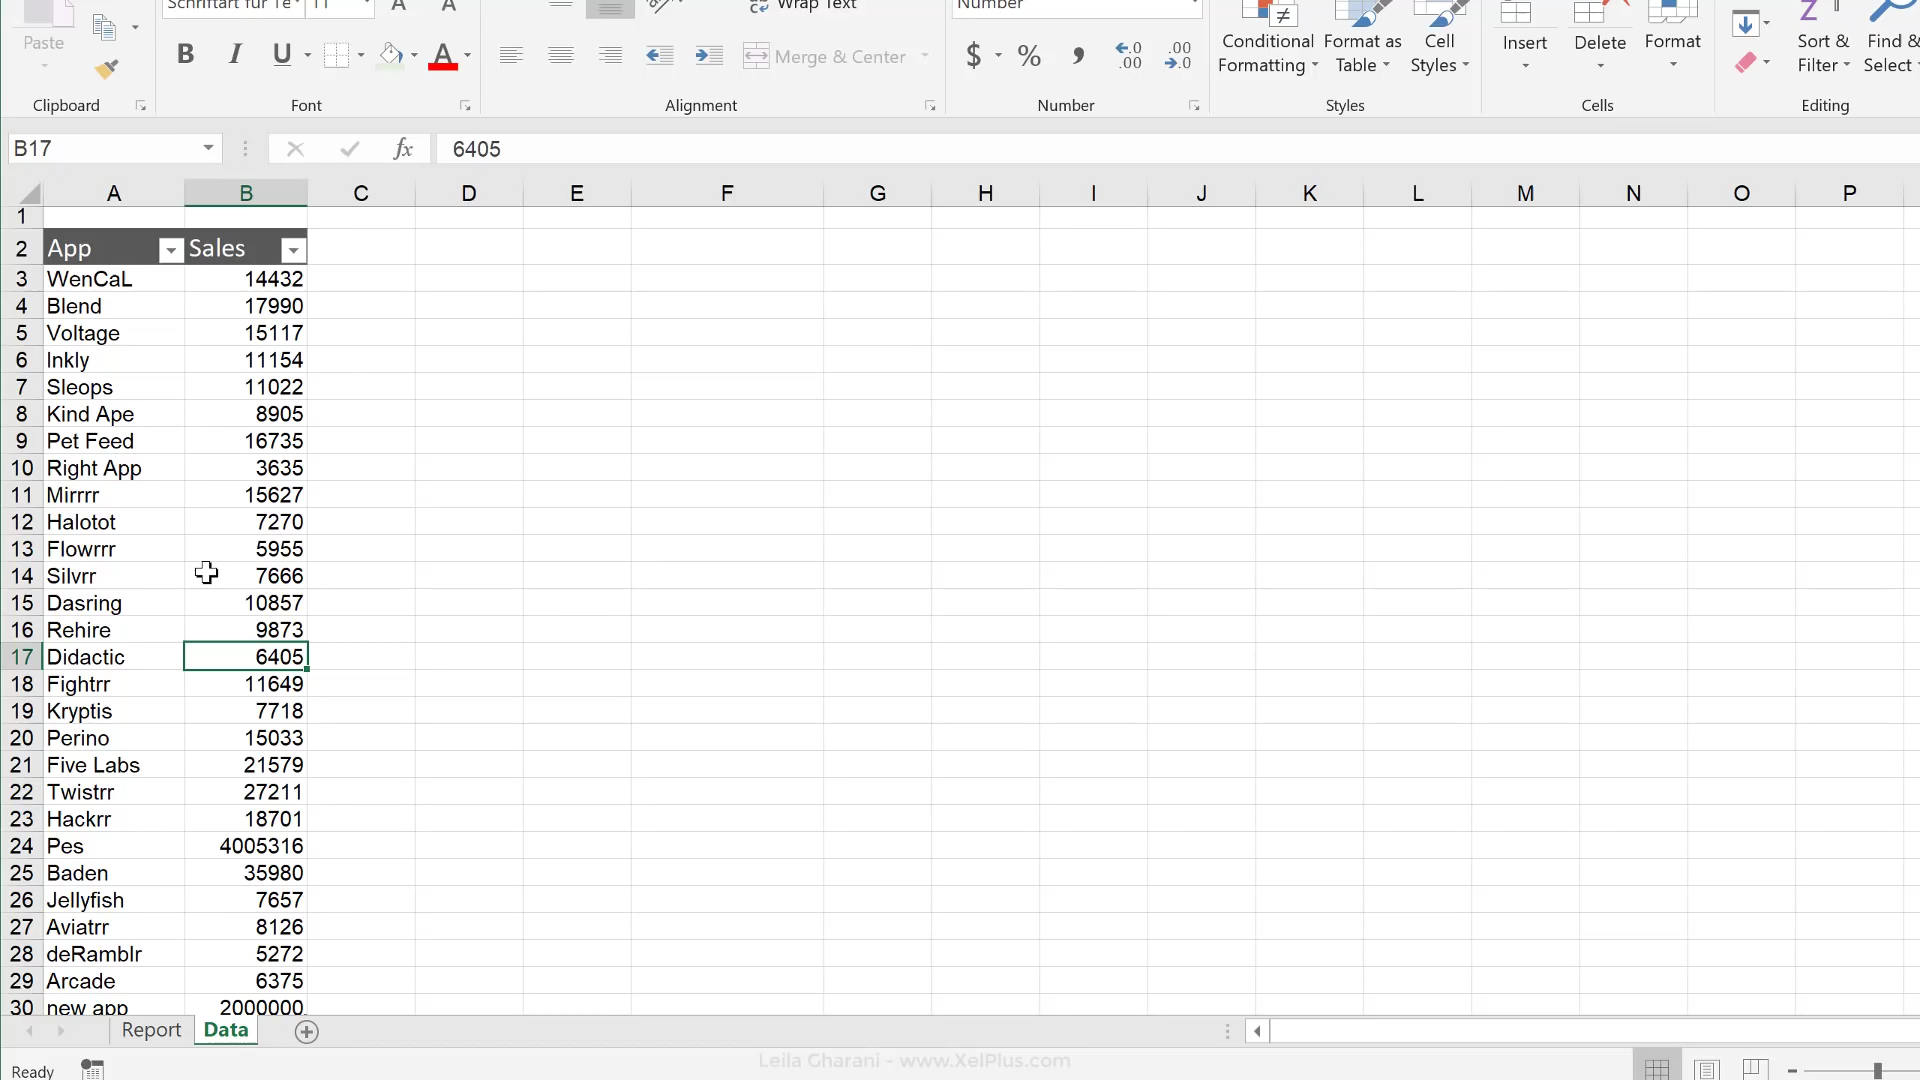 Schriftart für Te 11
Wrap Text
Number
Paste
B I U A
Merge & Center
$ % , .0 .00
.00 .0
Conditional Formatting
Format as Table
Cell Styles
Insert
Delete
Format
Sort & Filter
Find & Select
Clipboard
Font
Alignment
Number
Styles
Cells
Editing
B17 fx 6405
A B C D E F G H I J K L M N O P
1
2 App Sales
3 WenCaL 14432
4 Blend 17990
5 Voltage 15117
6 Inkly 11154
7 Sleops 11022
8 Kind Ape 8905
9 Pet Feed 16735
10 Right App 3635
11 Mirrrr 15627
12 Halotot 7270
13 Flowrrr 5955
14 Silvrr 7666
15 Dasring 10857
16 Rehire 9873
17 Didactic 6405
18 Fightrr 11649
19 Kryptis 7718
20 Perino 15033
21 Five Labs 21579
22 Twistrr 27211
23 Hackrr 18701
24 Pes 4005316
25 Baden 35980
26 Jellyfish 7657
27 Aviatrr 8126
28 deRamblr 5272
29 Arcade 6375
30 new app 2000000
Report Data
Leila Gharani - www.XelPlus.com
Ready